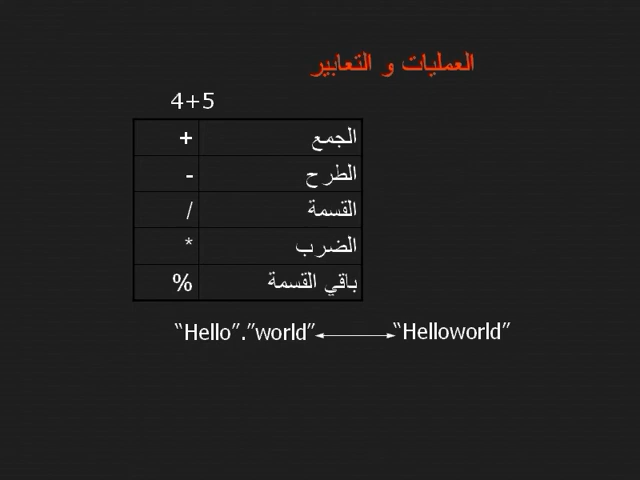 العمليات و التعابير
4+5
الجمع +
الطرح -
القسمة /
الضرب *
باقي القسمة %
“Hello”.”world” “Helloworld”